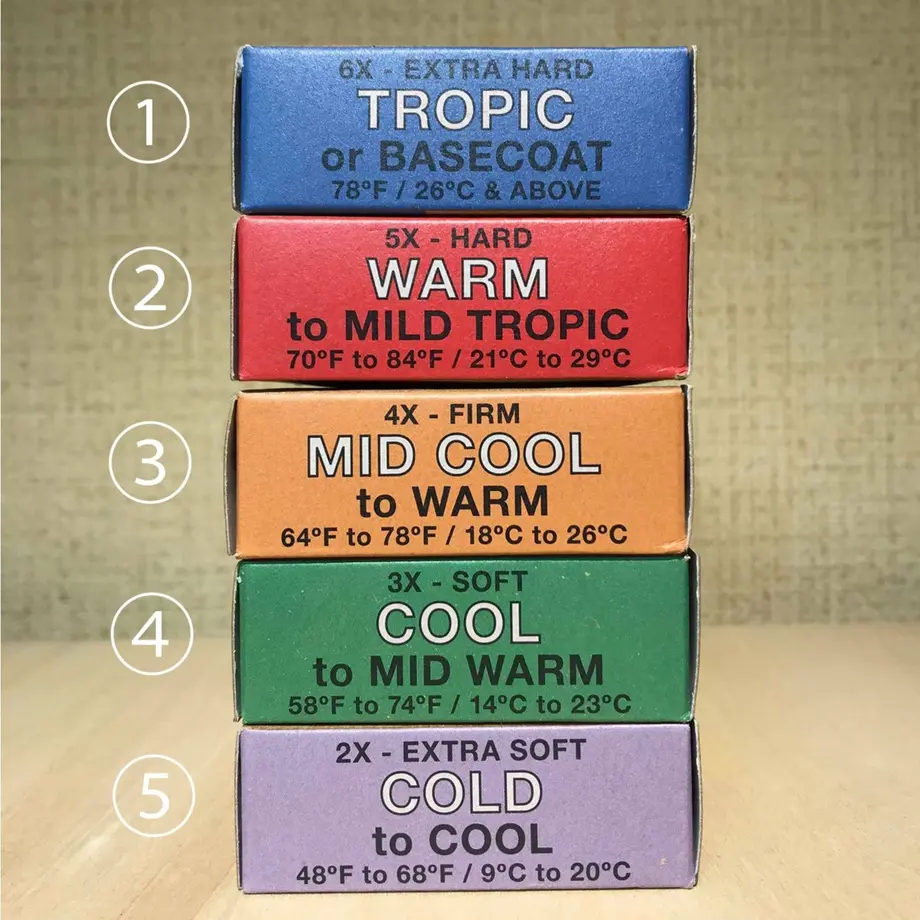 1
6X - EXTRA HARD
TROPIC
or BASECOAT
78ºF / 26ºC & ABOVE
2
5X - HARD
WARM
to MILD TROPIC
70ºF to 84ºF / 21ºC to 29ºC
3
4X - FIRM
MID COOL
to WARM
64ºF to 78ºF / 18ºC to 26ºC
4
3X - SOFT
COOL
to MID WARM
58ºF to 74ºF / 14ºC to 23ºC
5
2X - EXTRA SOFT
COLD
to COOL
48ºF to 68ºF / 9ºC to 20ºC